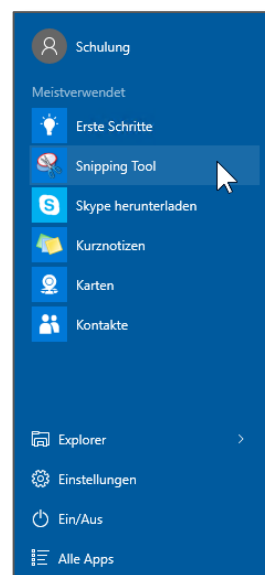 Schulung
Meistverwendet
Erste Schritte
Snipping Tool
Skype herunterladen
Kurznotizen
Karten
Kontakte
Explorer
Einstellungen
Ein/Aus
Alle Apps